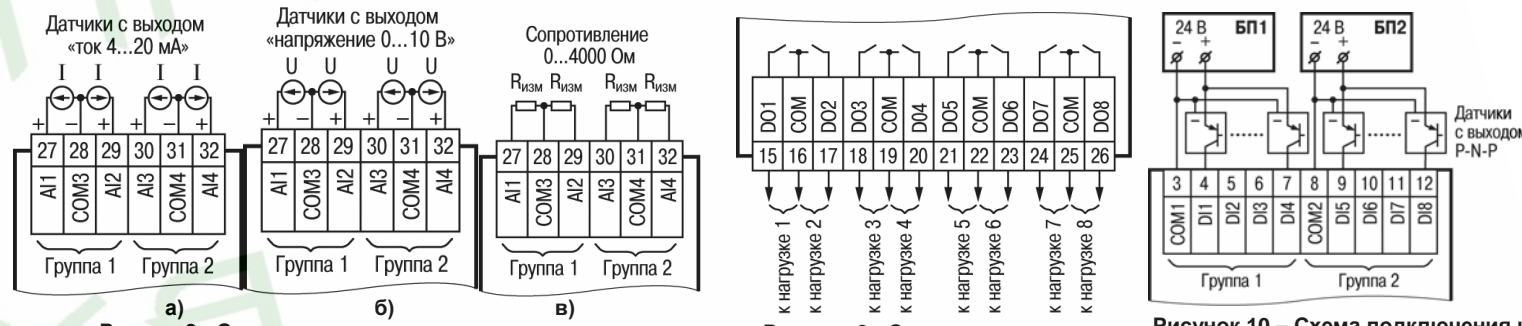 Датчики с выходом
«ток 4...20 мА»
I I I I
+ − + + − +
27 28 29 30 31 32
AI1 COM3 AI2 AI3 COM4 AI4
Группа 1 Группа 2
а)
Датчики с выходом
«напряжение 0...10 В»
U U U U
+ − + + − +
27 28 29 30 31 32
AI1 COM3 AI2 AI3 COM4 AI4
Группа 1 Группа 2
б)
Сопротивление
0...4000 Ом
Rизм Rизм Rизм Rизм
27 28 29 30 31 32
AI1 COM3 AI2 AI3 COM4 AI4
Группа 1 Группа 2
в)
DO1 COM DO2 DO3 COM DO4 DO5 COM DO6 DO7 COM DO8
15 16 17 18 19 20 21 22 23 24 25 26
к нагрузке 1
к нагрузке 2
к нагрузке 3
к нагрузке 4
к нагрузке 5
к нагрузке 6
к нагрузке 7
к нагрузке 8
24 В БП1
− +
24 В БП2
− +
− − − −
Датчики
с выходом
P-N-P
3 4 5 6 7 8 9 10 11 12
COM1 DI1 DI2 DI3 DI4 COM2 DI5 DI6 DI7 DI8
Группа 1 Группа 2
Рисунок 10 – Схема подключения